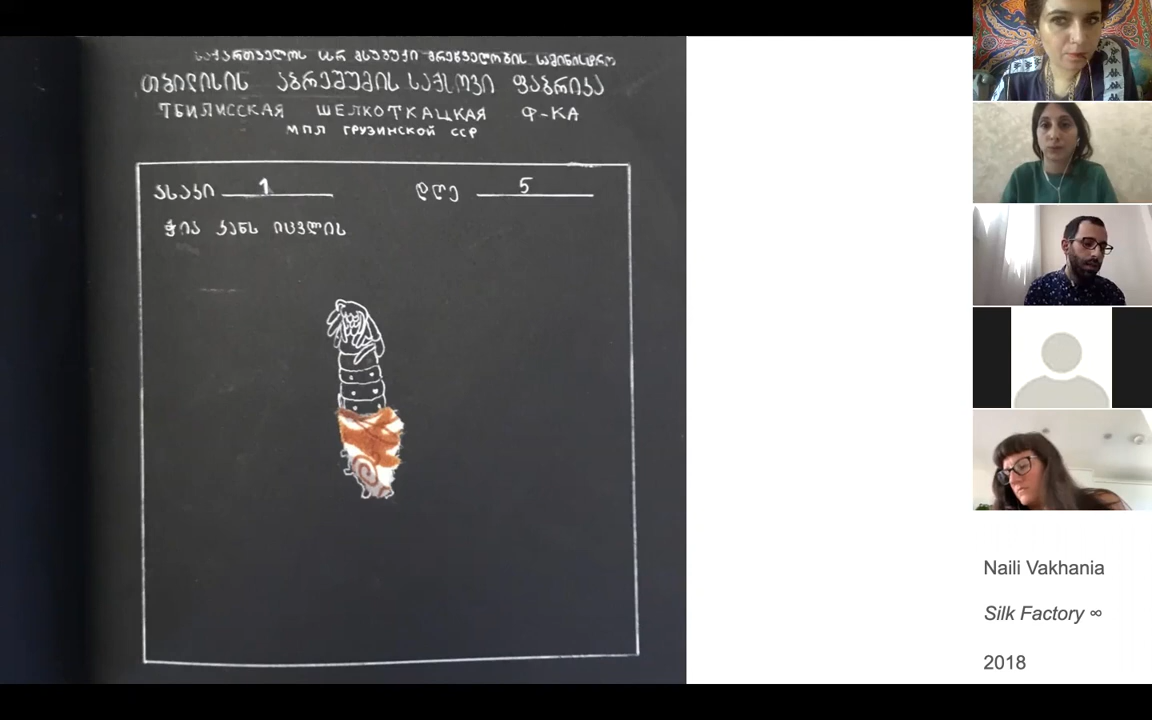 საქართველოს სსრ მსუბუქი მრეწველობის სამინისტრო
თბილისის აბრეშუმის საქსოვი ფაბრიკა
ТБИЛИССКАЯ ШЕЛКОТКАЦКАЯ Ф-КА
МПЛ ГРУЗИНСКОЙ ССР
ასაკი 1 დღე 5
ჭია კანს იცვლის
Naili Vakhania
Silk Factory ∞
2018